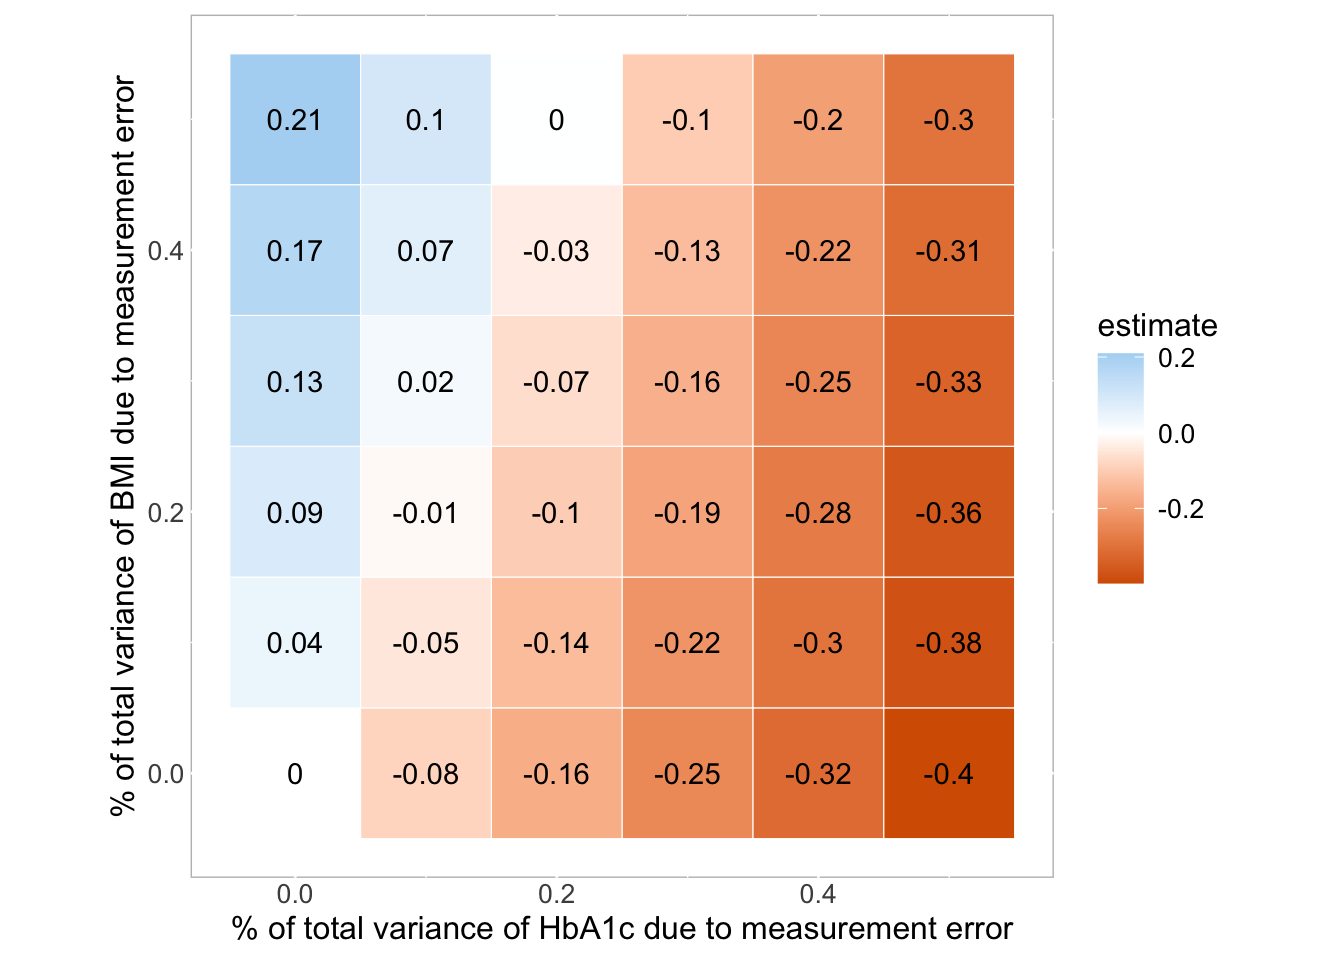 % of total variance of BMI due to measurement error
0.4
0.2
0.0
0.21 0.1 0 -0.1 -0.2 -0.3
0.17 0.07 -0.03 -0.13 -0.22 -0.31
0.13 0.02 -0.07 -0.16 -0.25 -0.33
0.09 -0.01 -0.1 -0.19 -0.28 -0.36
0.04 -0.05 -0.14 -0.22 -0.3 -0.38
0 -0.08 -0.16 -0.25 -0.32 -0.4
0.0 0.2 0.4
% of total variance of HbA1c due to measurement error
estimate
0.2
0.0
-0.2